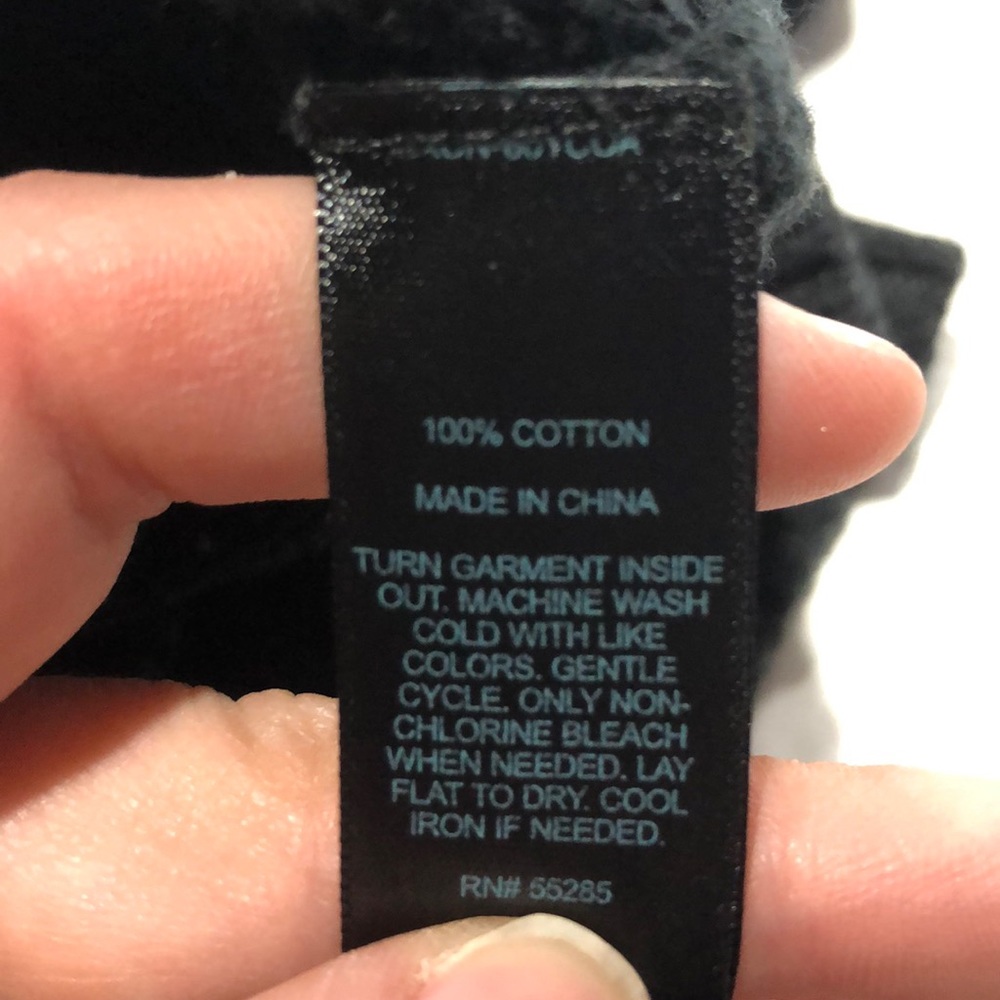 100% COTTON
MADE IN CHINA
TURN GARMENT INSIDE
OUT. MACHINE WASH
COLD WITH LIKE
COLORS. GENTLE
CYCLE. ONLY NON-
CHLORINE BLEACH
WHEN NEEDED. LAY
FLAT TO DRY. COOL
IRON IF NEEDED.
RN# 55285